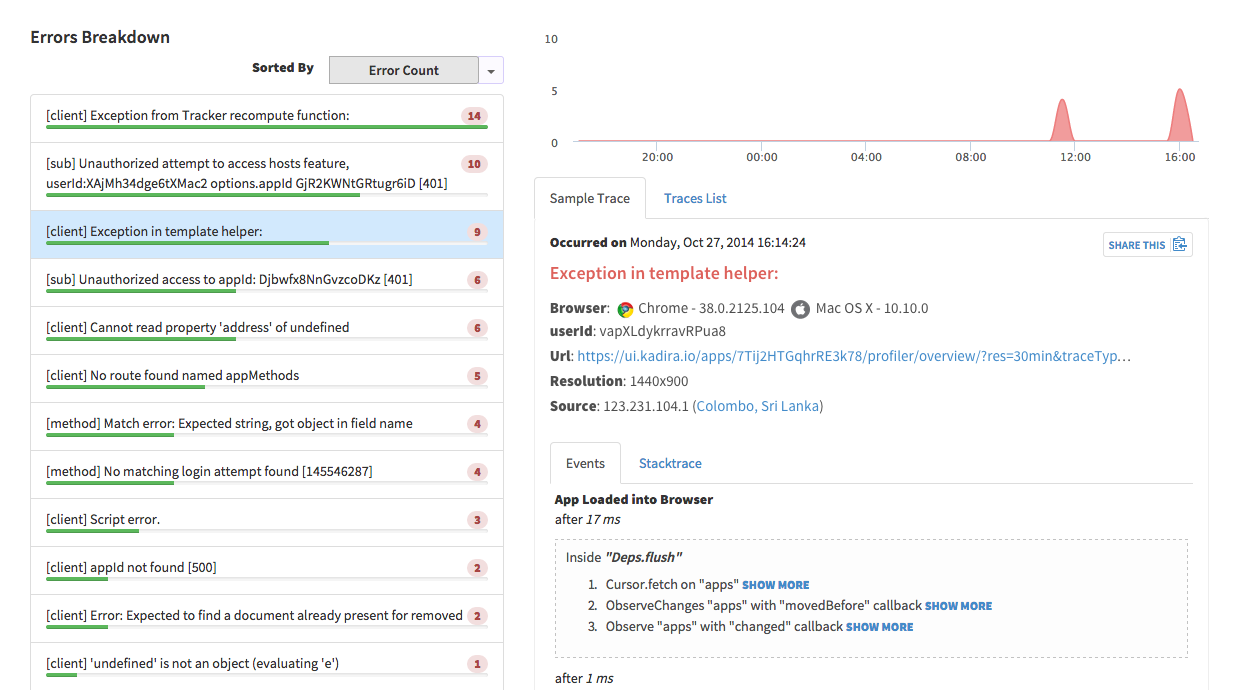 Errors Breakdown
Sorted By
Error Count
[client] Exception from Tracker recompute function:
14
[sub] Unauthorized attempt to access hosts feature,
userId:XAjMh34dge6tXMac2 options.appId GjR2KWNtGRtugr6iD [401]
10
[client] Exception in template helper:
9
[sub] Unauthorized access to appId: Djbwfx8NnGvzcoDKz [401]
6
[client] Cannot read property 'address' of undefined
6
[client] No route found named appMethods
5
[method] Match error: Expected string, got object in field name
4
[method] No matching login attempt found [145546287]
4
[client] Script error.
3
[client] appId not found [500]
2
[client] Error: Expected to find a document already present for removed
2
[client] 'undefined' is not an object (evaluating 'e')
1
10
5
0
20:00
00:00
04:00
08:00
12:00
16:00
Sample Trace
Traces List
Occurred on Monday, Oct 27, 2014 16:14:24
SHARE THIS
Exception in template helper:
Browser: Chrome - 38.0.2125.104 Mac OS X - 10.10.0
userId: vapXLdykrravRPua8
Url: https://ui.kadira.io/apps/7Tij2HTGqhrRE3k78/profiler/overview/?res=30min&traceTyp…
Resolution: 1440x900
Source: 123.231.104.1 (Colombo, Sri Lanka)
Events
Stacktrace
App Loaded into Browser
after 17 ms
Inside "Deps.flush"
1. Cursor.fetch on "apps" SHOW MORE
2. ObserveChanges "apps" with "movedBefore" callback SHOW MORE
3. Observe "apps" with "changed" callback SHOW MORE
after 1 ms